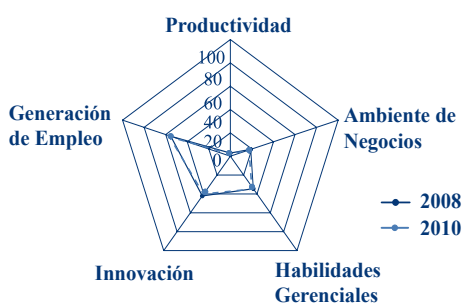 Productividad
100
80
60
40
20
0
Generación
de Empleo
Ambiente de
Negocios
2008
2010
Innovación
Habilidades
Gerenciales